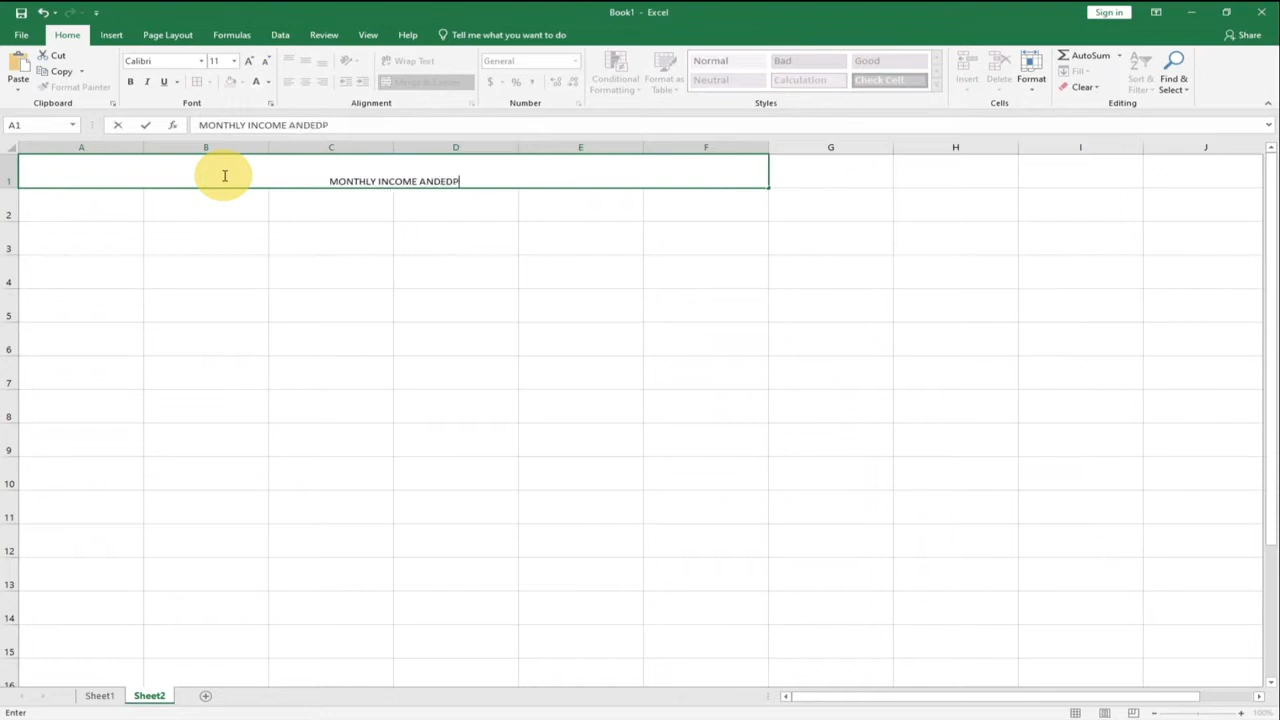 Book1 - Excel
Sign in
File Home Insert Page Layout Formulas Data Review View Help Tell me what you want to do Share
Paste Cut Copy Format Painter
Clipboard
Calibri 11 A A B I U A
Font
Wrap Text
Merge & Center
Alignment
General
$ % ,
Number
Conditional Formatting
Format as Table
Normal Bad Good
Neutral Calculation Check Cell
Styles
Insert Delete Format
Cells
AutoSum
Fill
Clear
Sort & Filter
Find & Select
Editing
A1 fx MONTHLY INCOME ANDEDP
A B C D E F G H I J
1 MONTHLY INCOME ANDEDP
2
3
4
5
6
7
8
9
10
11
12
13
14
15
16
Sheet1 Sheet2
Enter 100%